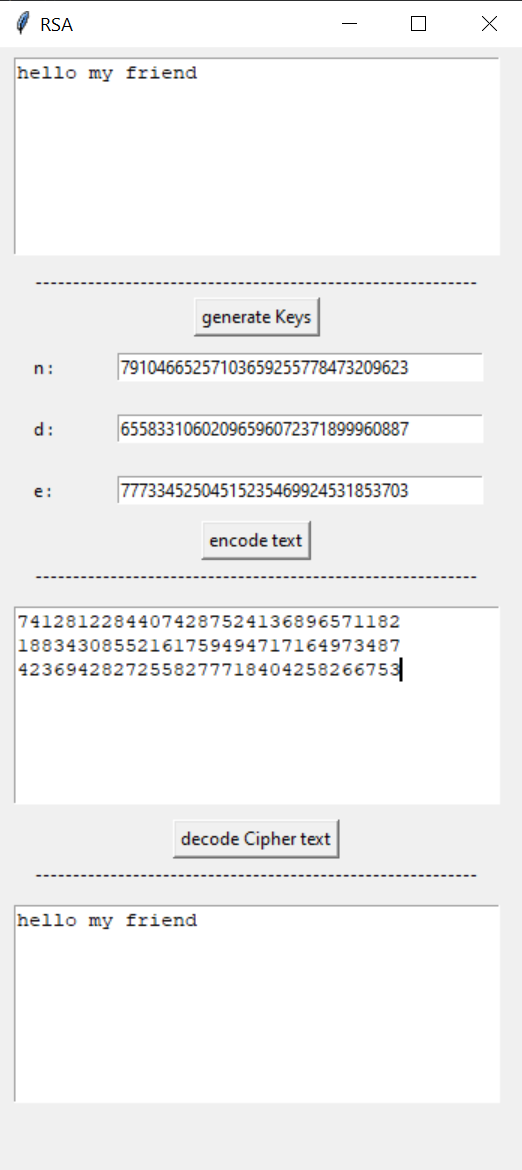 RSA
hello my friend
-----------------------------------------------------------
generate Keys
n: 79104665257103659255778473209623
d: 65583310602096596072371899960887
e: 77733452504515235469924531853703
encode text
-----------------------------------------------------------
74128122844074287524136896571182
18834308552161759494717164973487
42369428272558277718404258266753
decode Cipher text
-----------------------------------------------------------
hello my friend